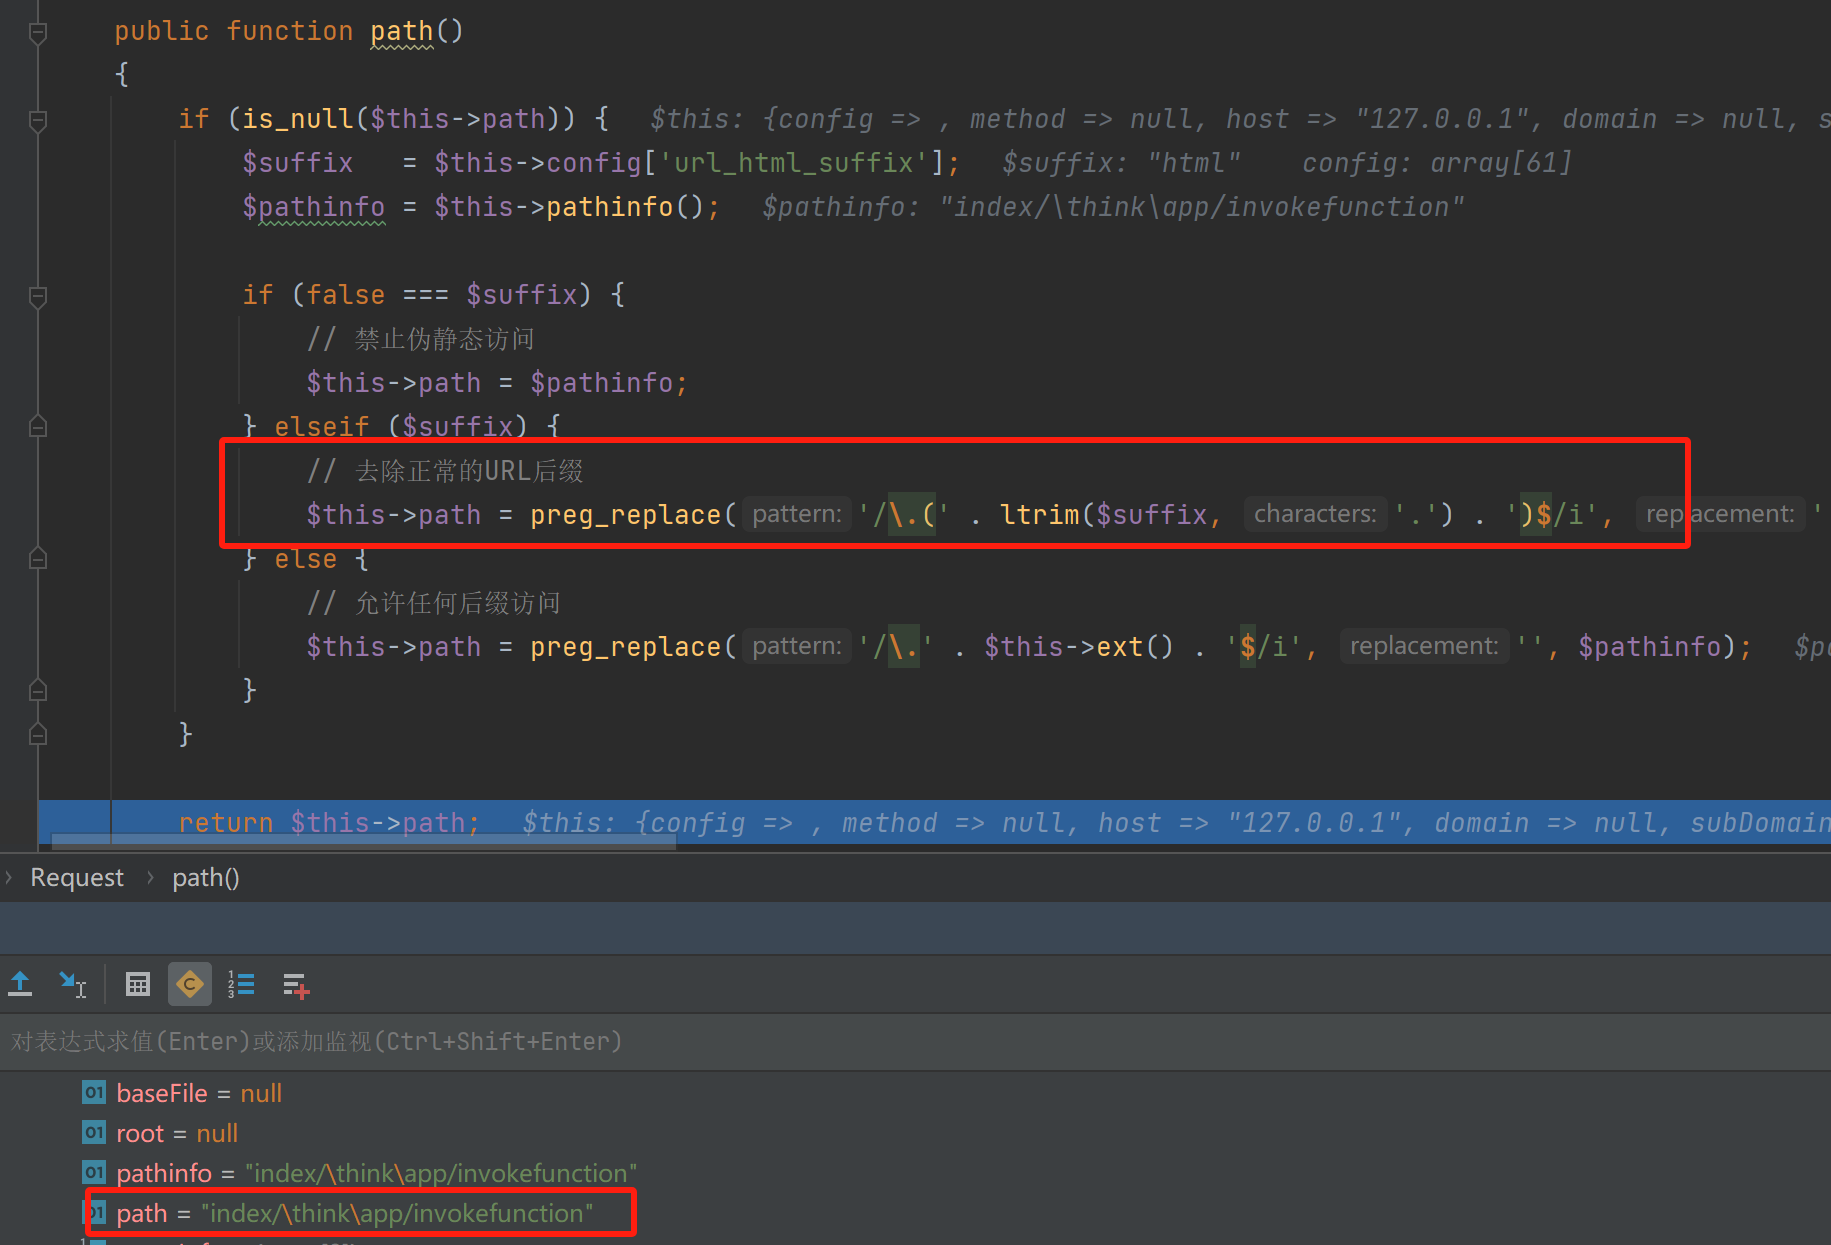 public function path()
{
if (is_null($this->path)) {   $this: {config => , method => null, host => "127.0.0.1", domain => null, s
$suffix   = $this->config['url_html_suffix'];   $suffix: "html"    config: array[61]
$pathinfo = $this->pathinfo();   $pathinfo: "index/\think\app/invokefunction"
if (false === $suffix) {
// 禁止伪静态访问
$this->path = $pathinfo;
} elseif ($suffix) {
// 去除正常的URL后缀
$this->path = preg_replace( pattern: '/\.(' . ltrim($suffix, characters: '.') . ')$/i', replacement: '
} else {
// 允许任何后缀访问
$this->path = preg_replace( pattern: '/\.' . $this->ext() . '$/i', replacement: '', $pathinfo);   $pa
}
}
return $this->path;   $this: {config => , method => null, host => "127.0.0.1", domain => null, subDomain
Request › path()
对表达式求值(Enter)或添加监视(Ctrl+Shift+Enter)
01 baseFile = null
01 root = null
01 pathinfo = "index/\think\app/invokefunction"
01 path = "index/\think\app/invokefunction"